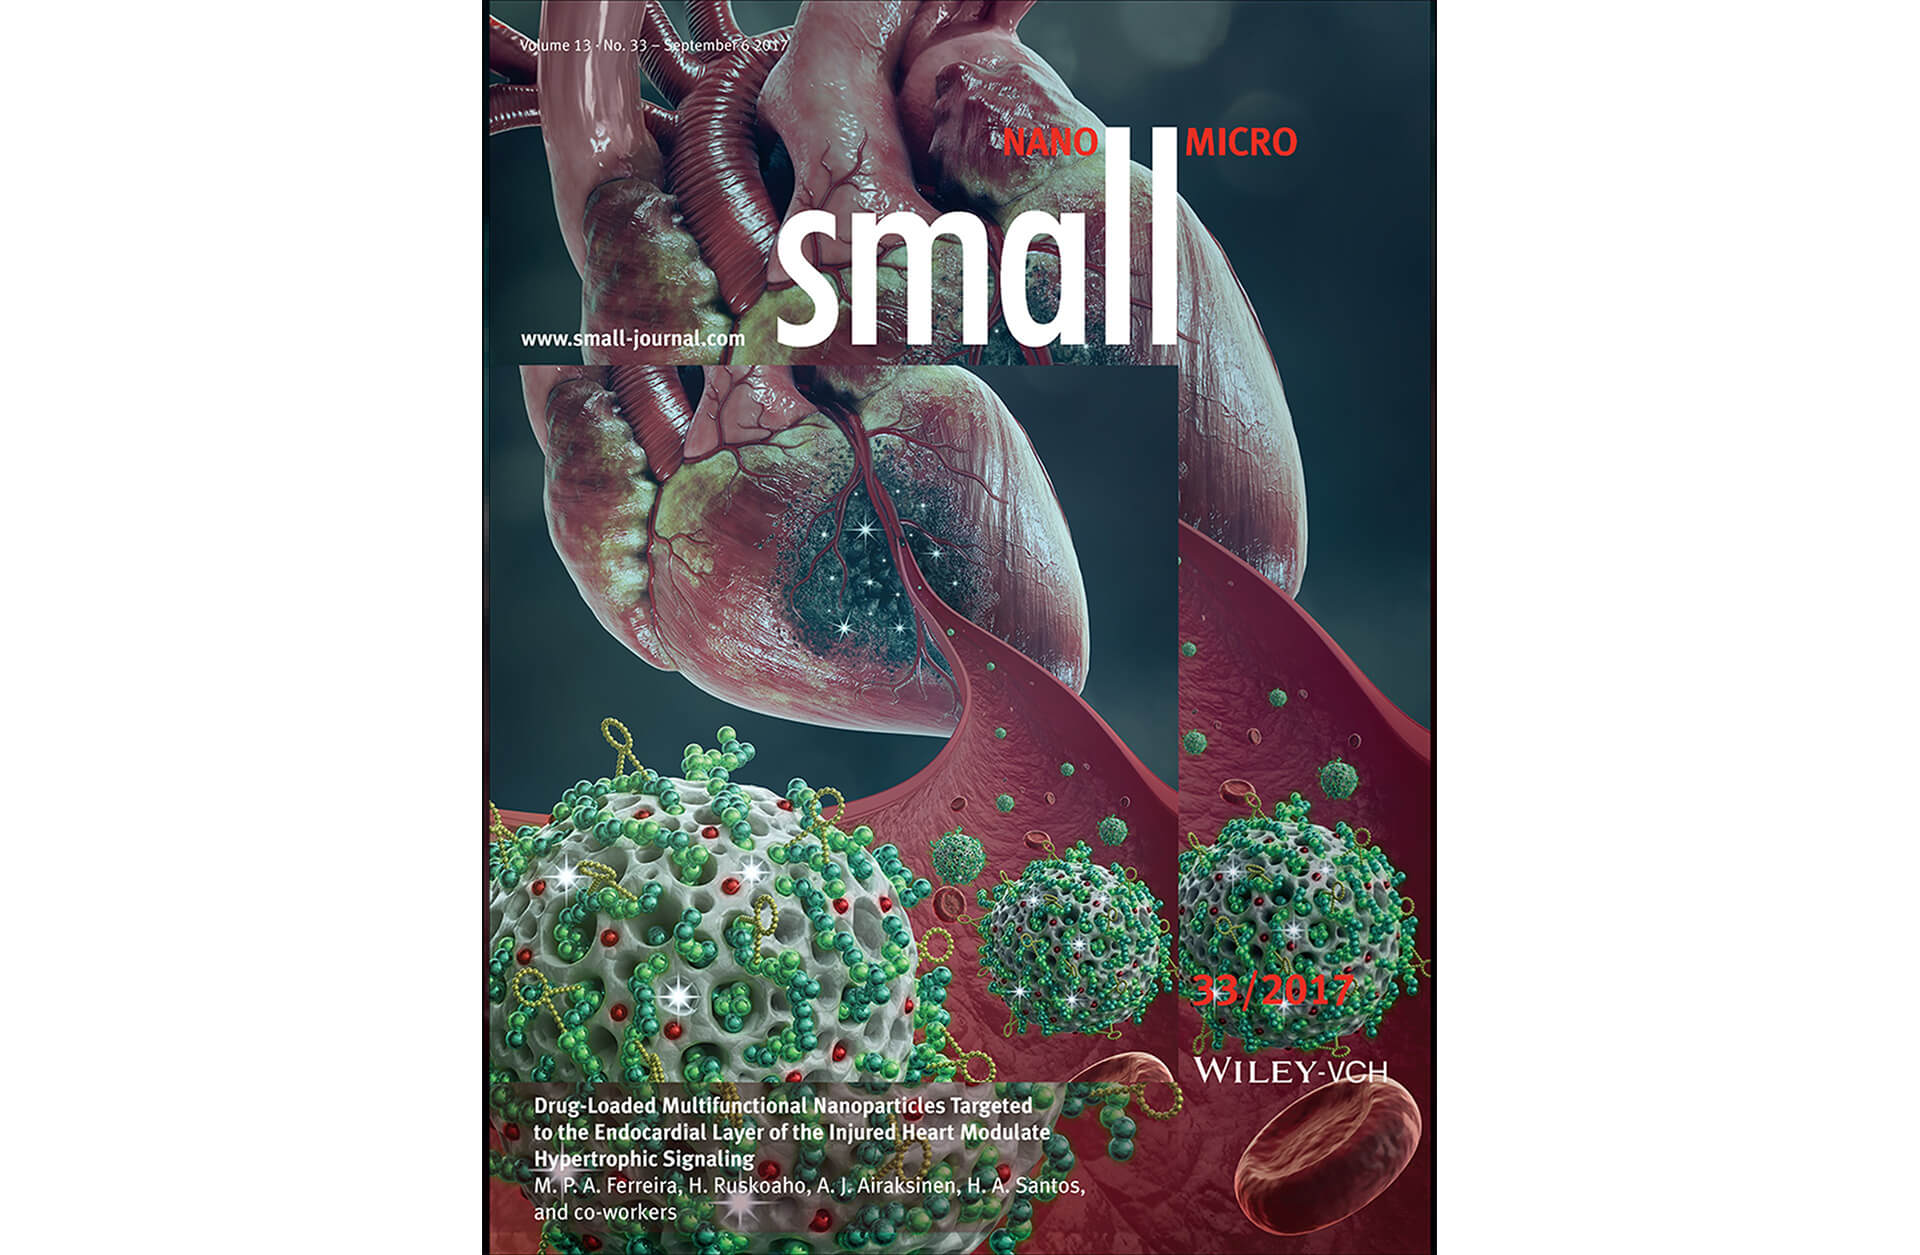 Volume 13 · No. 33 – September 6 2017
NANO MICRO
small
www.small-journal.com
33/2017
WILEY-VCH
Drug-Loaded Multifunctional Nanoparticles Targeted
to the Endocardial Layer of the Injured Heart Modulate
Hypertrophic Signaling
M. P. A. Ferreira, H. Ruskoaho, A. J. Airaksinen, H. A. Santos,
and co-workers